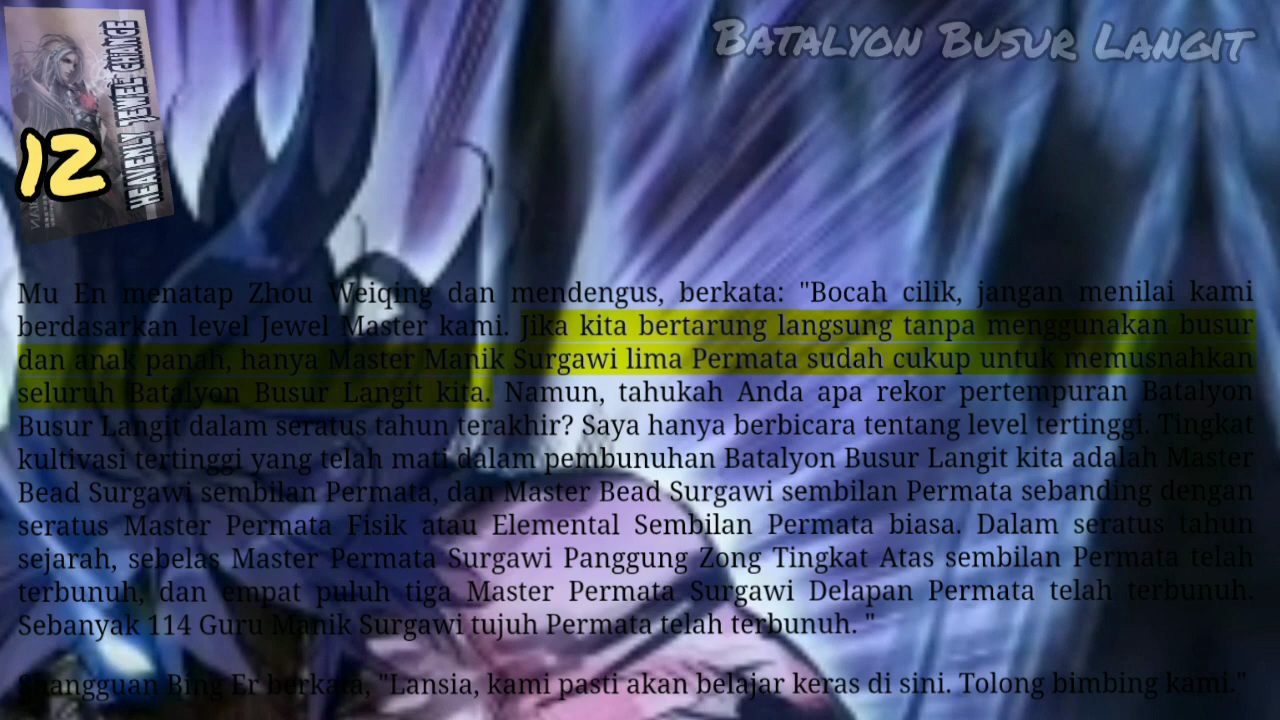 Batalyon Busur Langit
HEAVENLY JEWEL CHANGE
12
Mu En menatap Zhou Weiqing dan mendengus, berkata: "Bocah cilik, jangan menilai kami
berdasarkan level Jewel Master kami. Jika kita bertarung langsung tanpa menggunakan busur
dan anak panah, hanya Master Manik Surgawi lima Permata sudah cukup untuk memusnahkan
seluruh Batalyon Busur Langit kita. Namun, tahukah Anda apa rekor pertempuran Batalyon
Busur Langit dalam seratus tahun terakhir? Saya hanya berbicara tentang level tertinggi. Tingkat
kultivasi tertinggi yang telah mati dalam pembunuhan Batalyon Busur Langit kita adalah Master
Bead Surgawi sembilan Permata, dan Master Bead Surgawi sembilan Permata sebanding dengan
seratus Master Permata Fisik atau Elemental Sembilan Permata biasa. Dalam seratus tahun
sejarah, sebelas Master Permata Surgawi Panggung Zong Tingkat Atas sembilan Permata telah
terbunuh, dan empat puluh tiga Master Permata Surgawi Delapan Permata telah terbunuh.
Sebanyak 114 Guru Manik Surgawi tujuh Permata telah terbunuh. "
Shangguan Bing Er berkata, "Lansia, kami pasti akan belajar keras di sini. Tolong bimbing kami."